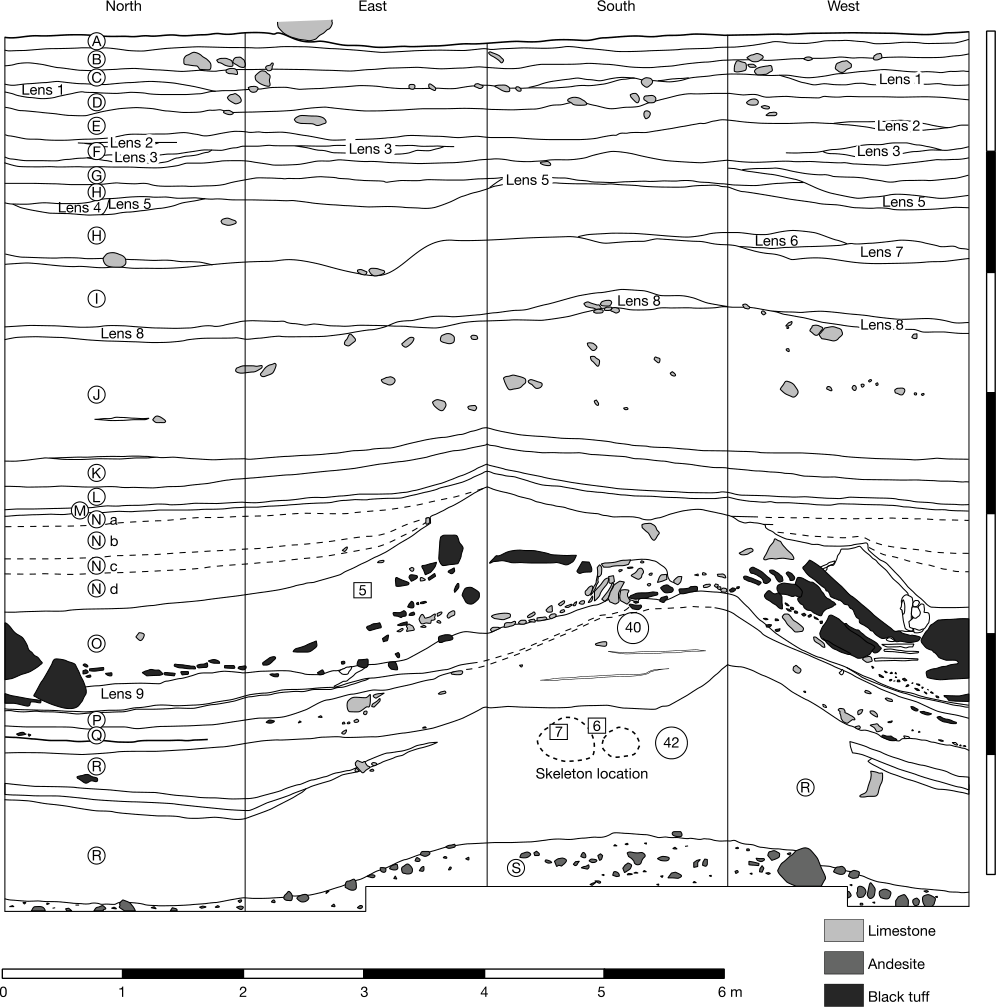 North East South West
A
B
C
Lens 1 Lens 1
D
E Lens 2
Lens 2
F Lens 3 Lens 3 Lens 3
G
H Lens 5
Lens 4 Lens 5 Lens 5
H Lens 6
Lens 7
I Lens 8
Lens 8 Lens 8
J
K
L
M
N a
N b
N c
N d 5
40
O
Lens 9
P
Q 7 6 42
R Skeleton location
R
R S
Limestone
Andesite
Black tuff
0 1 2 3 4 5 6 m